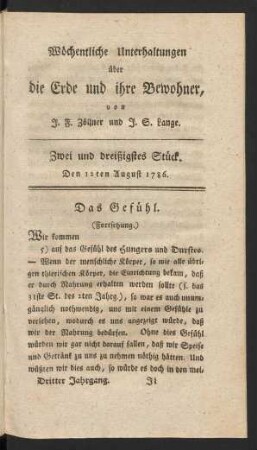 Wöchentliche Unterhaltungen
über
die Erde und ihre Bewohner,
von
J. F. Zöllner und J. S. Lange.
Zwei und dreißigstes Stück.
Den 11ten August 1786.
Das Gefühl.
(Fortsetzung.)
Wir kommen
5) auf das Gefühl des Hungers und Durstes.
— Wenn der menschliche Körper, so wie alle übri-
gen thierischen Körper, die Einrichtung bekam, daß
er durch Nahrung erhalten werden sollte (s. das
31ste St. des 2ten Jahrg.), so war es auch unum-
gänglich nothwendig, uns mit einem Gefühle zu
versehen, wodurch es uns angezeigt würde, daß
wir der Nahrung bedürfen. Ohne dies Gefühl
würden wir gar nicht darauf fallen, daß wir Speise
und Getränk zu uns zu nehmen nöthig hätten. Und
wüßten wir dies auch, so würde es doch in den mei-
Dritter Jahrgang. Ii